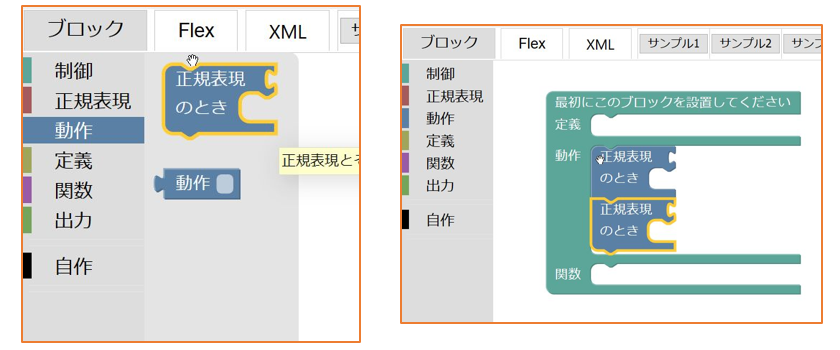 ブロック
Flex
XML
制御
正規表現
動作
定義
関数
出力
自作
正規表現
のとき
正規表現とそ
動作
ブロック
Flex
XML
サンプル1
サンプル2
サンプ
制御
正規表現
動作
定義
関数
出力
自作
最初にこのブロックを設置してください
定義
動作
正規表現
のとき
正規表現
のとき
関数